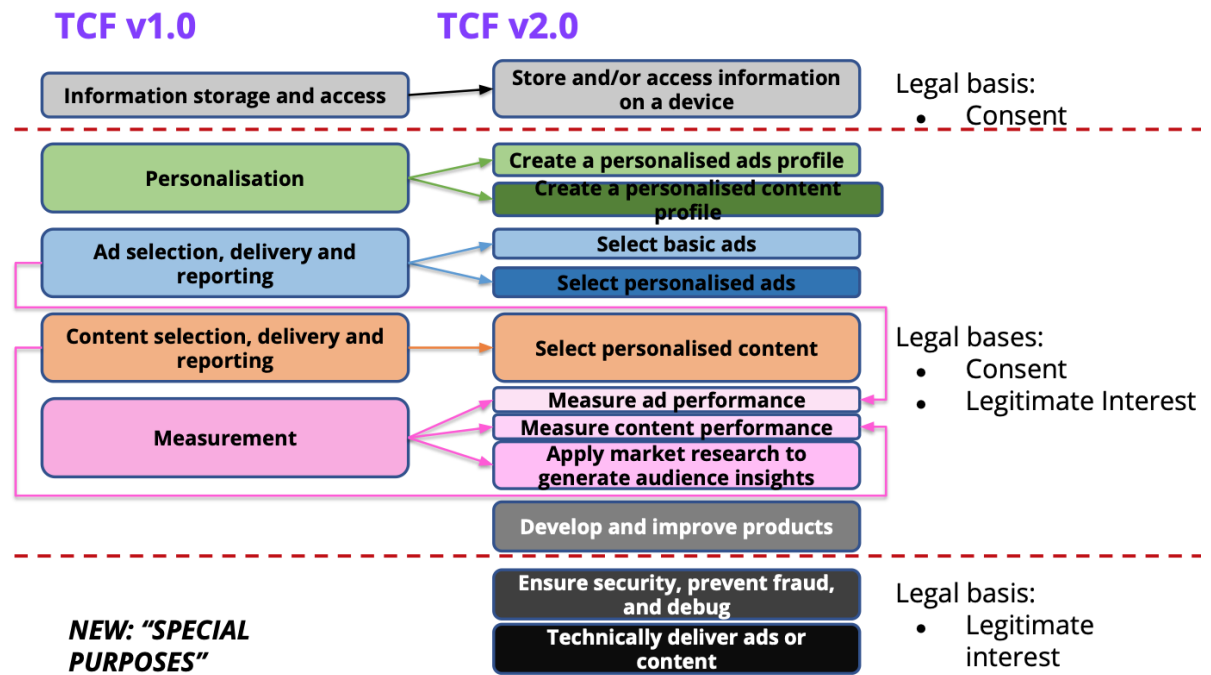 TCF v1.0
TCF v2.0
Information storage and access
Store and/or access information
on a device
Legal basis:
● Consent
Personalisation
Create a personalised ads profile
Create a personalised content
profile
Ad selection, delivery and
reporting
Select basic ads
Select personalised ads
Content selection, delivery and
reporting
Select personalised content
Legal bases:
● Consent
● Legitimate Interest
Measurement
Measure ad performance
Measure content performance
Apply market research to
generate audience insights
Develop and improve products
NEW: “SPECIAL
PURPOSES”
Ensure security, prevent fraud,
and debug
Technically deliver ads or
content
Legal basis:
● Legitimate
interest